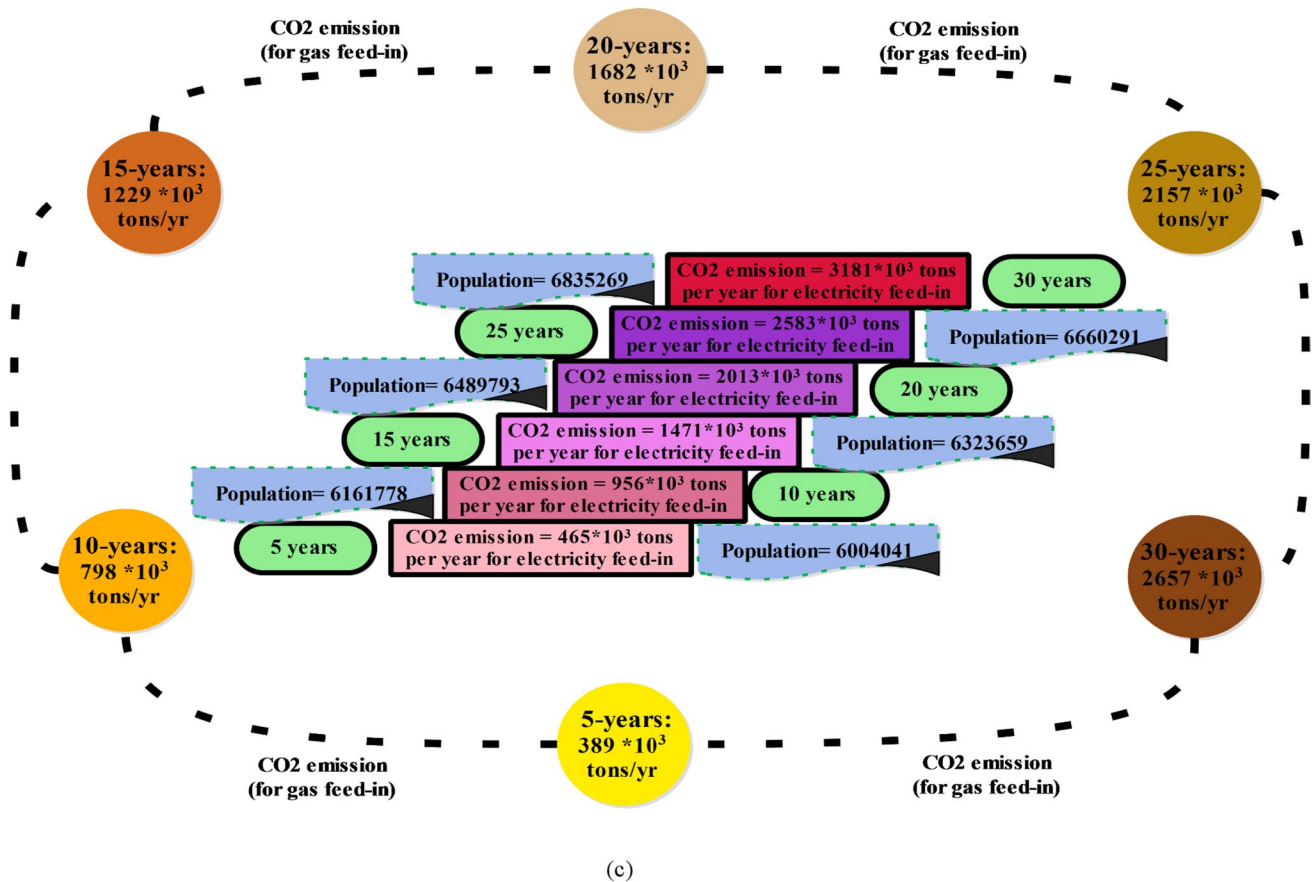 CO2 emission
(for gas feed-in)
20-years:
1682 *10³
tons/yr
CO2 emission
(for gas feed-in)
15-years:
1229 *10³
tons/yr
25-years:
2157 *10³
tons/yr
Population= 6835269
CO2 emission = 3181*10³ tons
per year for electricity feed-in
30 years
25 years
CO2 emission = 2583*10³ tons
per year for electricity feed-in
Population= 6660291
Population= 6489793
CO2 emission = 2013*10³ tons
per year for electricity feed-in
20 years
15 years
CO2 emission = 1471*10³ tons
per year for electricity feed-in
Population= 6323659
Population= 6161778
CO2 emission = 956*10³ tons
per year for electricity feed-in
10 years
5 years
CO2 emission = 465*10³ tons
per year for electricity feed-in
Population= 6004041
10-years:
798 *10³
tons/yr
30-years:
2657 *10³
tons/yr
5-years:
389 *10³
tons/yr
CO2 emission
(for gas feed-in)
CO2 emission
(for gas feed-in)
(c)